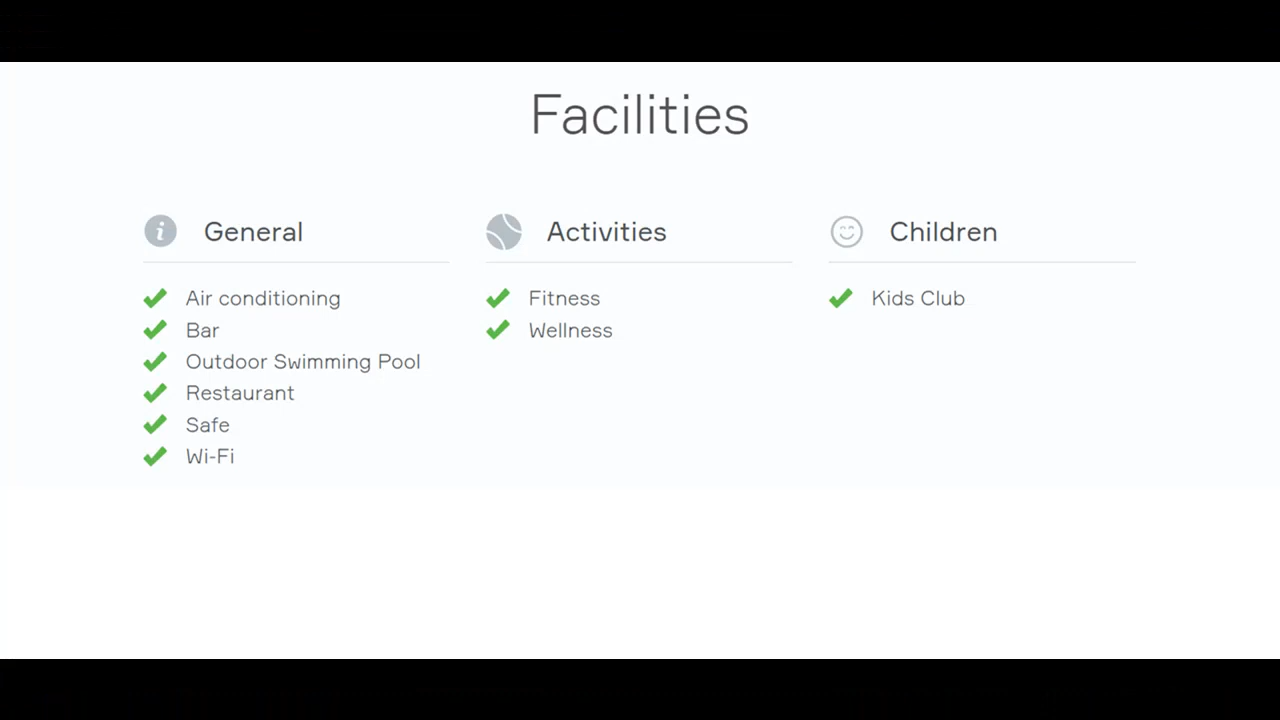 Facilities
General
Air conditioning
Bar
Outdoor Swimming Pool
Restaurant
Safe
Wi-Fi
Activities
Fitness
Wellness
Children
Kids Club